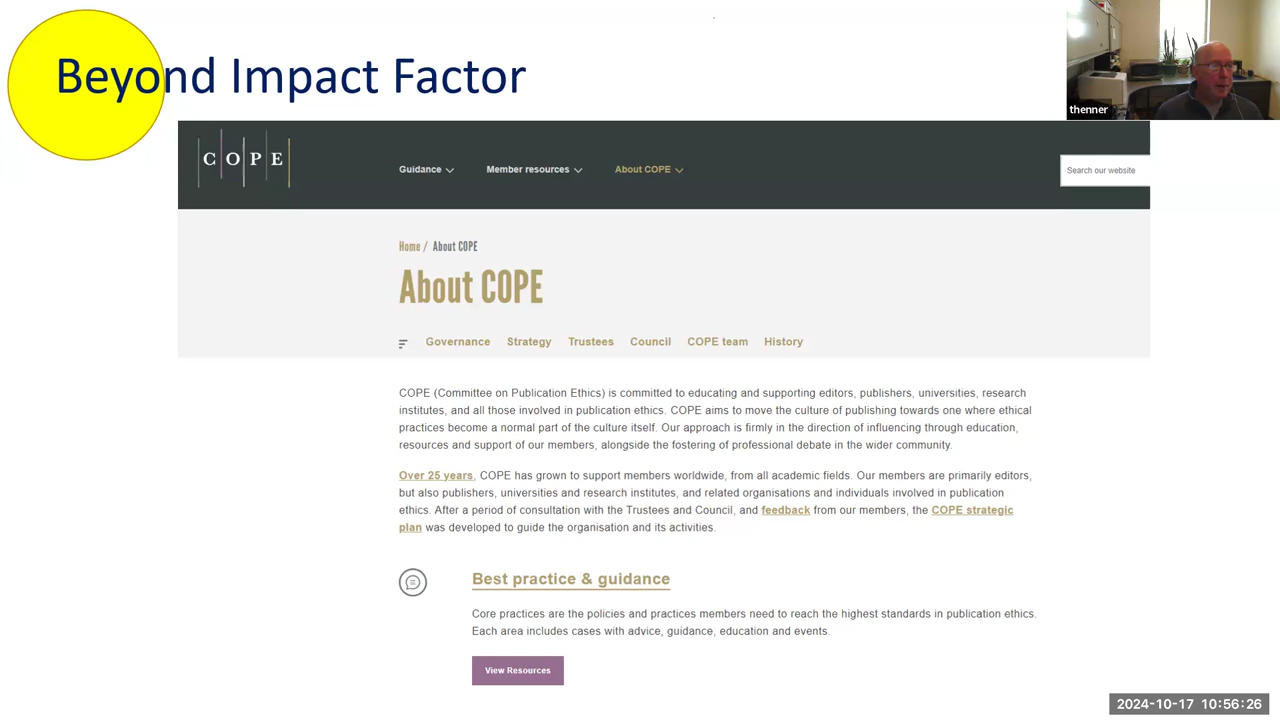 Beyond Impact Factor
thenner
COPE
Guidance
Member resources
About COPE
Search our website
Home / About COPE
About COPE
Governance
Strategy
Trustees
Council
COPE team
History
COPE (Committee on Publication Ethics) is committed to educating and supporting editors, publishers, universities, research
institutes, and all those involved in publication ethics. COPE aims to move the culture of publishing towards one where ethical
practices become a normal part of the culture itself. Our approach is firmly in the direction of influencing through education,
resources and support of our members, alongside the fostering of professional debate in the wider community.
Over 25 years, COPE has grown to support members worldwide, from all academic fields. Our members are primarily editors,
but also publishers, universities and research institutes, and related organisations and individuals involved in publication
ethics. After a period of consultation with the Trustees and Council, and feedback from our members, the COPE strategic
plan was developed to guide the organisation and its activities.
Best practice & guidance
Core practices are the policies and practices members need to reach the highest standards in publication ethics.
Each area includes cases with advice, guidance, education and events.
View Resources
2024-10-17 10:56:26